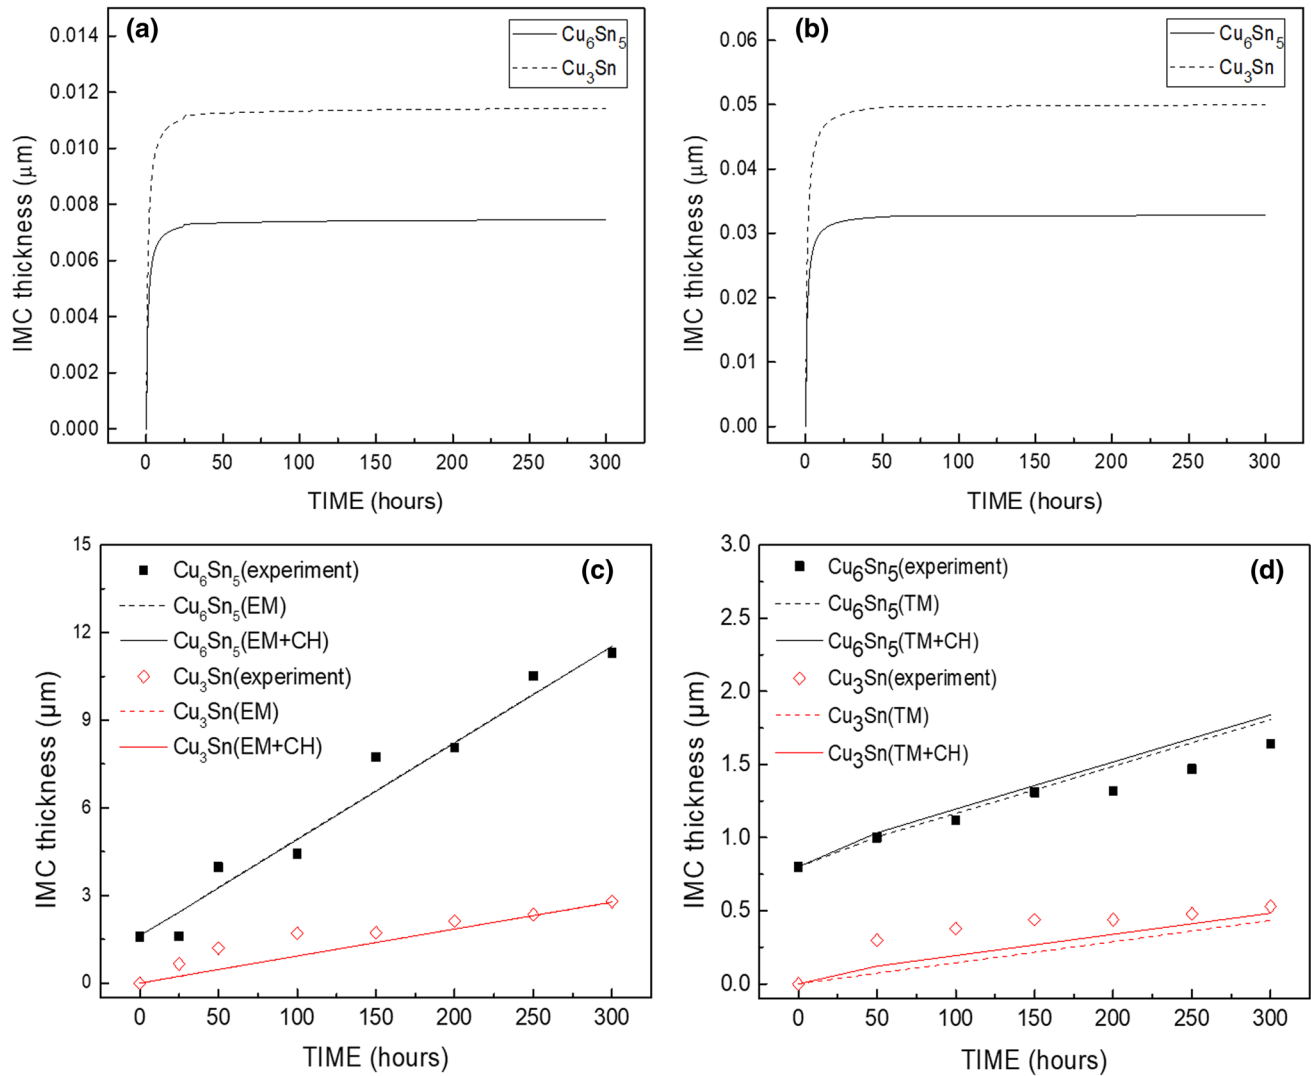 (a)
Cu6Sn5
Cu3Sn
0.014
0.012
0.010
0.008
0.006
0.004
0.002
0.000
IMC thickness (μm)
0 50 100 150 200 250 300
TIME (hours)
(b)
Cu6Sn5
Cu3Sn
0.06
0.05
0.04
0.03
0.02
0.01
0.00
IMC thickness (μm)
0 50 100 150 200 250 300
TIME (hours)
(c)
Cu6Sn5(experiment)
Cu6Sn5(EM)
Cu6Sn5(EM+CH)
Cu3Sn(experiment)
Cu3Sn(EM)
Cu3Sn(EM+CH)
15
12
9
6
3
0
IMC thickness (μm)
0 50 100 150 200 250 300
TIME (hours)
(d)
Cu6Sn5(experiment)
Cu6Sn5(TM)
Cu6Sn5(TM+CH)
Cu3Sn(experiment)
Cu3Sn(TM)
Cu3Sn(TM+CH)
3.0
2.5
2.0
1.5
1.0
0.5
0.0
IMC thickness (μm)
0 50 100 150 200 250 300
TIME (hours)